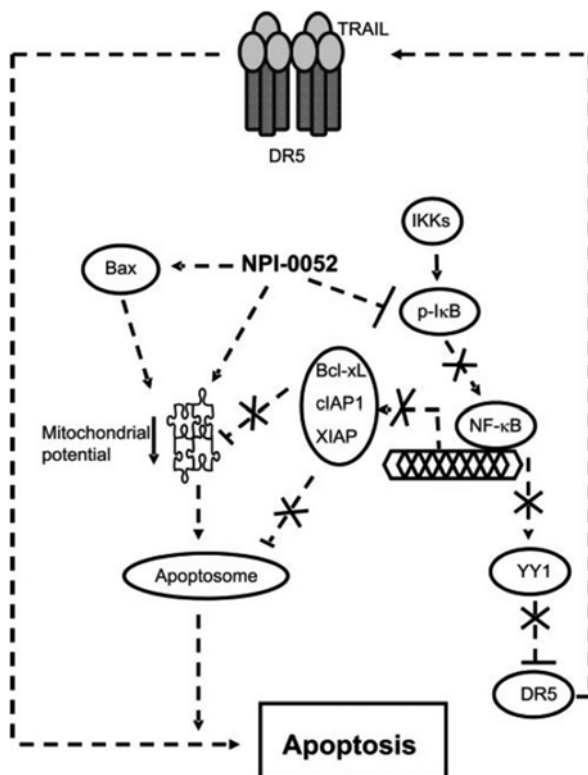 TRAIL
DR5
IKKs
Bax
NPI-0052
p-IκB
Bcl-xL
cIAP1
XIAP
NF-κB
Mitochondrial
potential
Apoptosome
YY1
DR5
Apoptosis